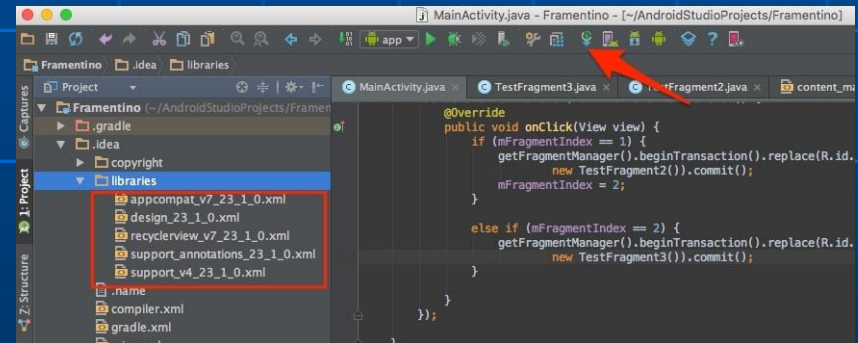 MainActivity.java - Framentino - [~/AndroidStudioProjects/Framentino]
app
Framentino .idea libraries
Captures
1: Project
Z: Structure
Project
Framentino (~/AndroidStudioProjects/Framen
.gradle
.idea
copyright
libraries
appcompat_v7_23_1_0.xml
design_23_1_0.xml
recyclerview_v7_23_1_0.xml
support_annotations_23_1_0.xml
support_v4_23_1_0.xml
.name
compiler.xml
gradle.xml
MainActivity.java × TestFragment3.java × TestFragment2.java × content_ma
@Override
public void onClick(View view) {
if (mFragmentIndex == 1) {
getFragmentManager().beginTransaction().replace(R.id.
new TestFragment2()).commit();
mFragmentIndex = 2;
}
else if (mFragmentIndex == 2) {
getFragmentManager().beginTransaction().replace(R.id.
new TestFragment3()).commit();
}
}
});
}